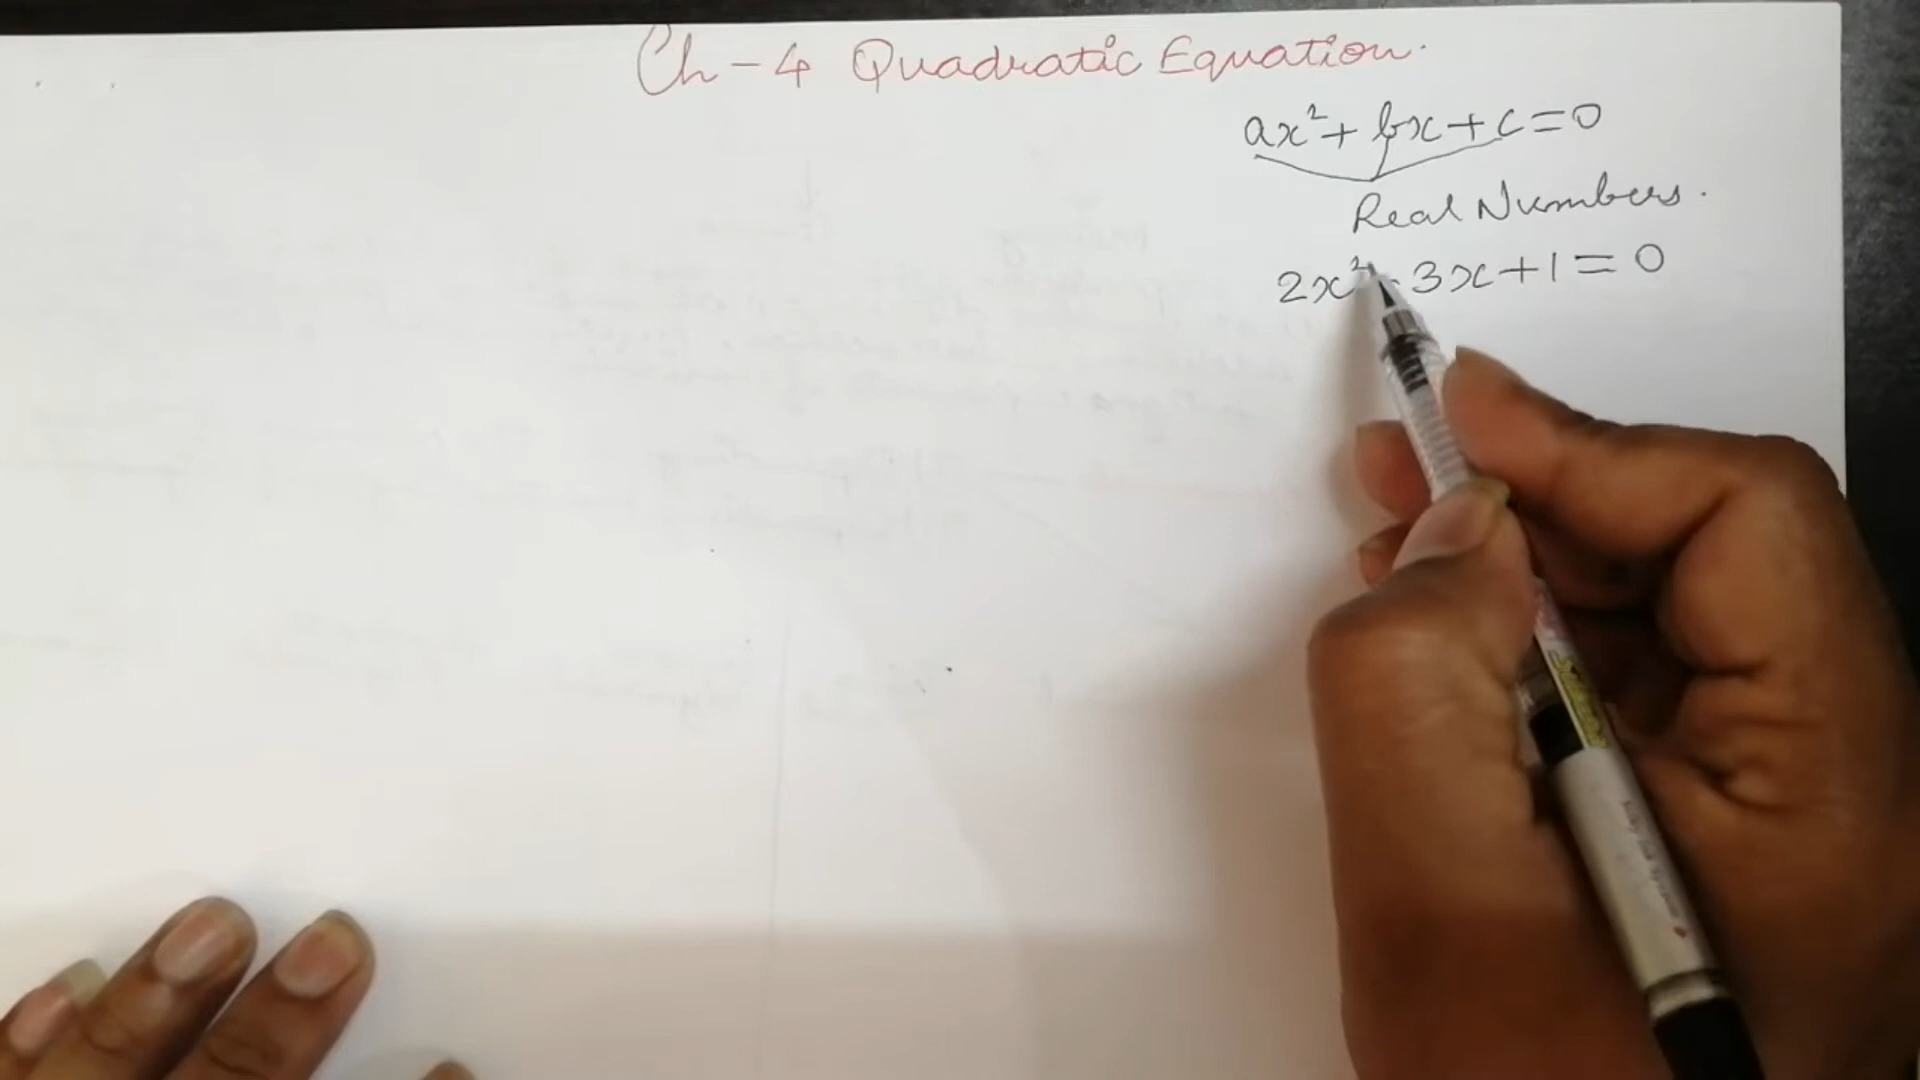 Ch - 4 Quadratic Equation.
ax² + bx + c = 0
Real Numbers.
2x² - 3x + 1 = 0